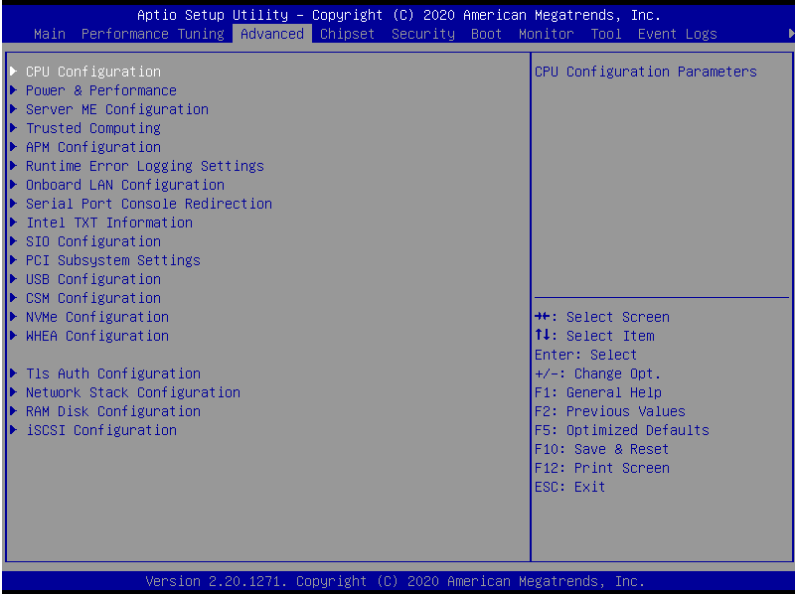 Aptio Setup Utility – Copyright (C) 2020 American Megatrends, Inc.
Main Performance Tuning Advanced Chipset Security Boot Monitor Tool Event Logs
CPU Configuration
Power & Performance
Server ME Configuration
Trusted Computing
APM Configuration
Runtime Error Logging Settings
Onboard LAN Configuration
Serial Port Console Redirection
Intel TXT Information
SIO Configuration
PCI Subsystem Settings
USB Configuration
CSM Configuration
NVMe Configuration
WHEA Configuration
Tls Auth Configuration
Network Stack Configuration
RAM Disk Configuration
iSCSI Configuration
CPU Configuration Parameters
→←: Select Screen
↑↓: Select Item
Enter: Select
+/-: Change Opt.
F1: General Help
F2: Previous Values
F5: Optimized Defaults
F10: Save & Reset
F12: Print Screen
ESC: Exit
Version 2.20.1271. Copyright (C) 2020 American Megatrends, Inc.